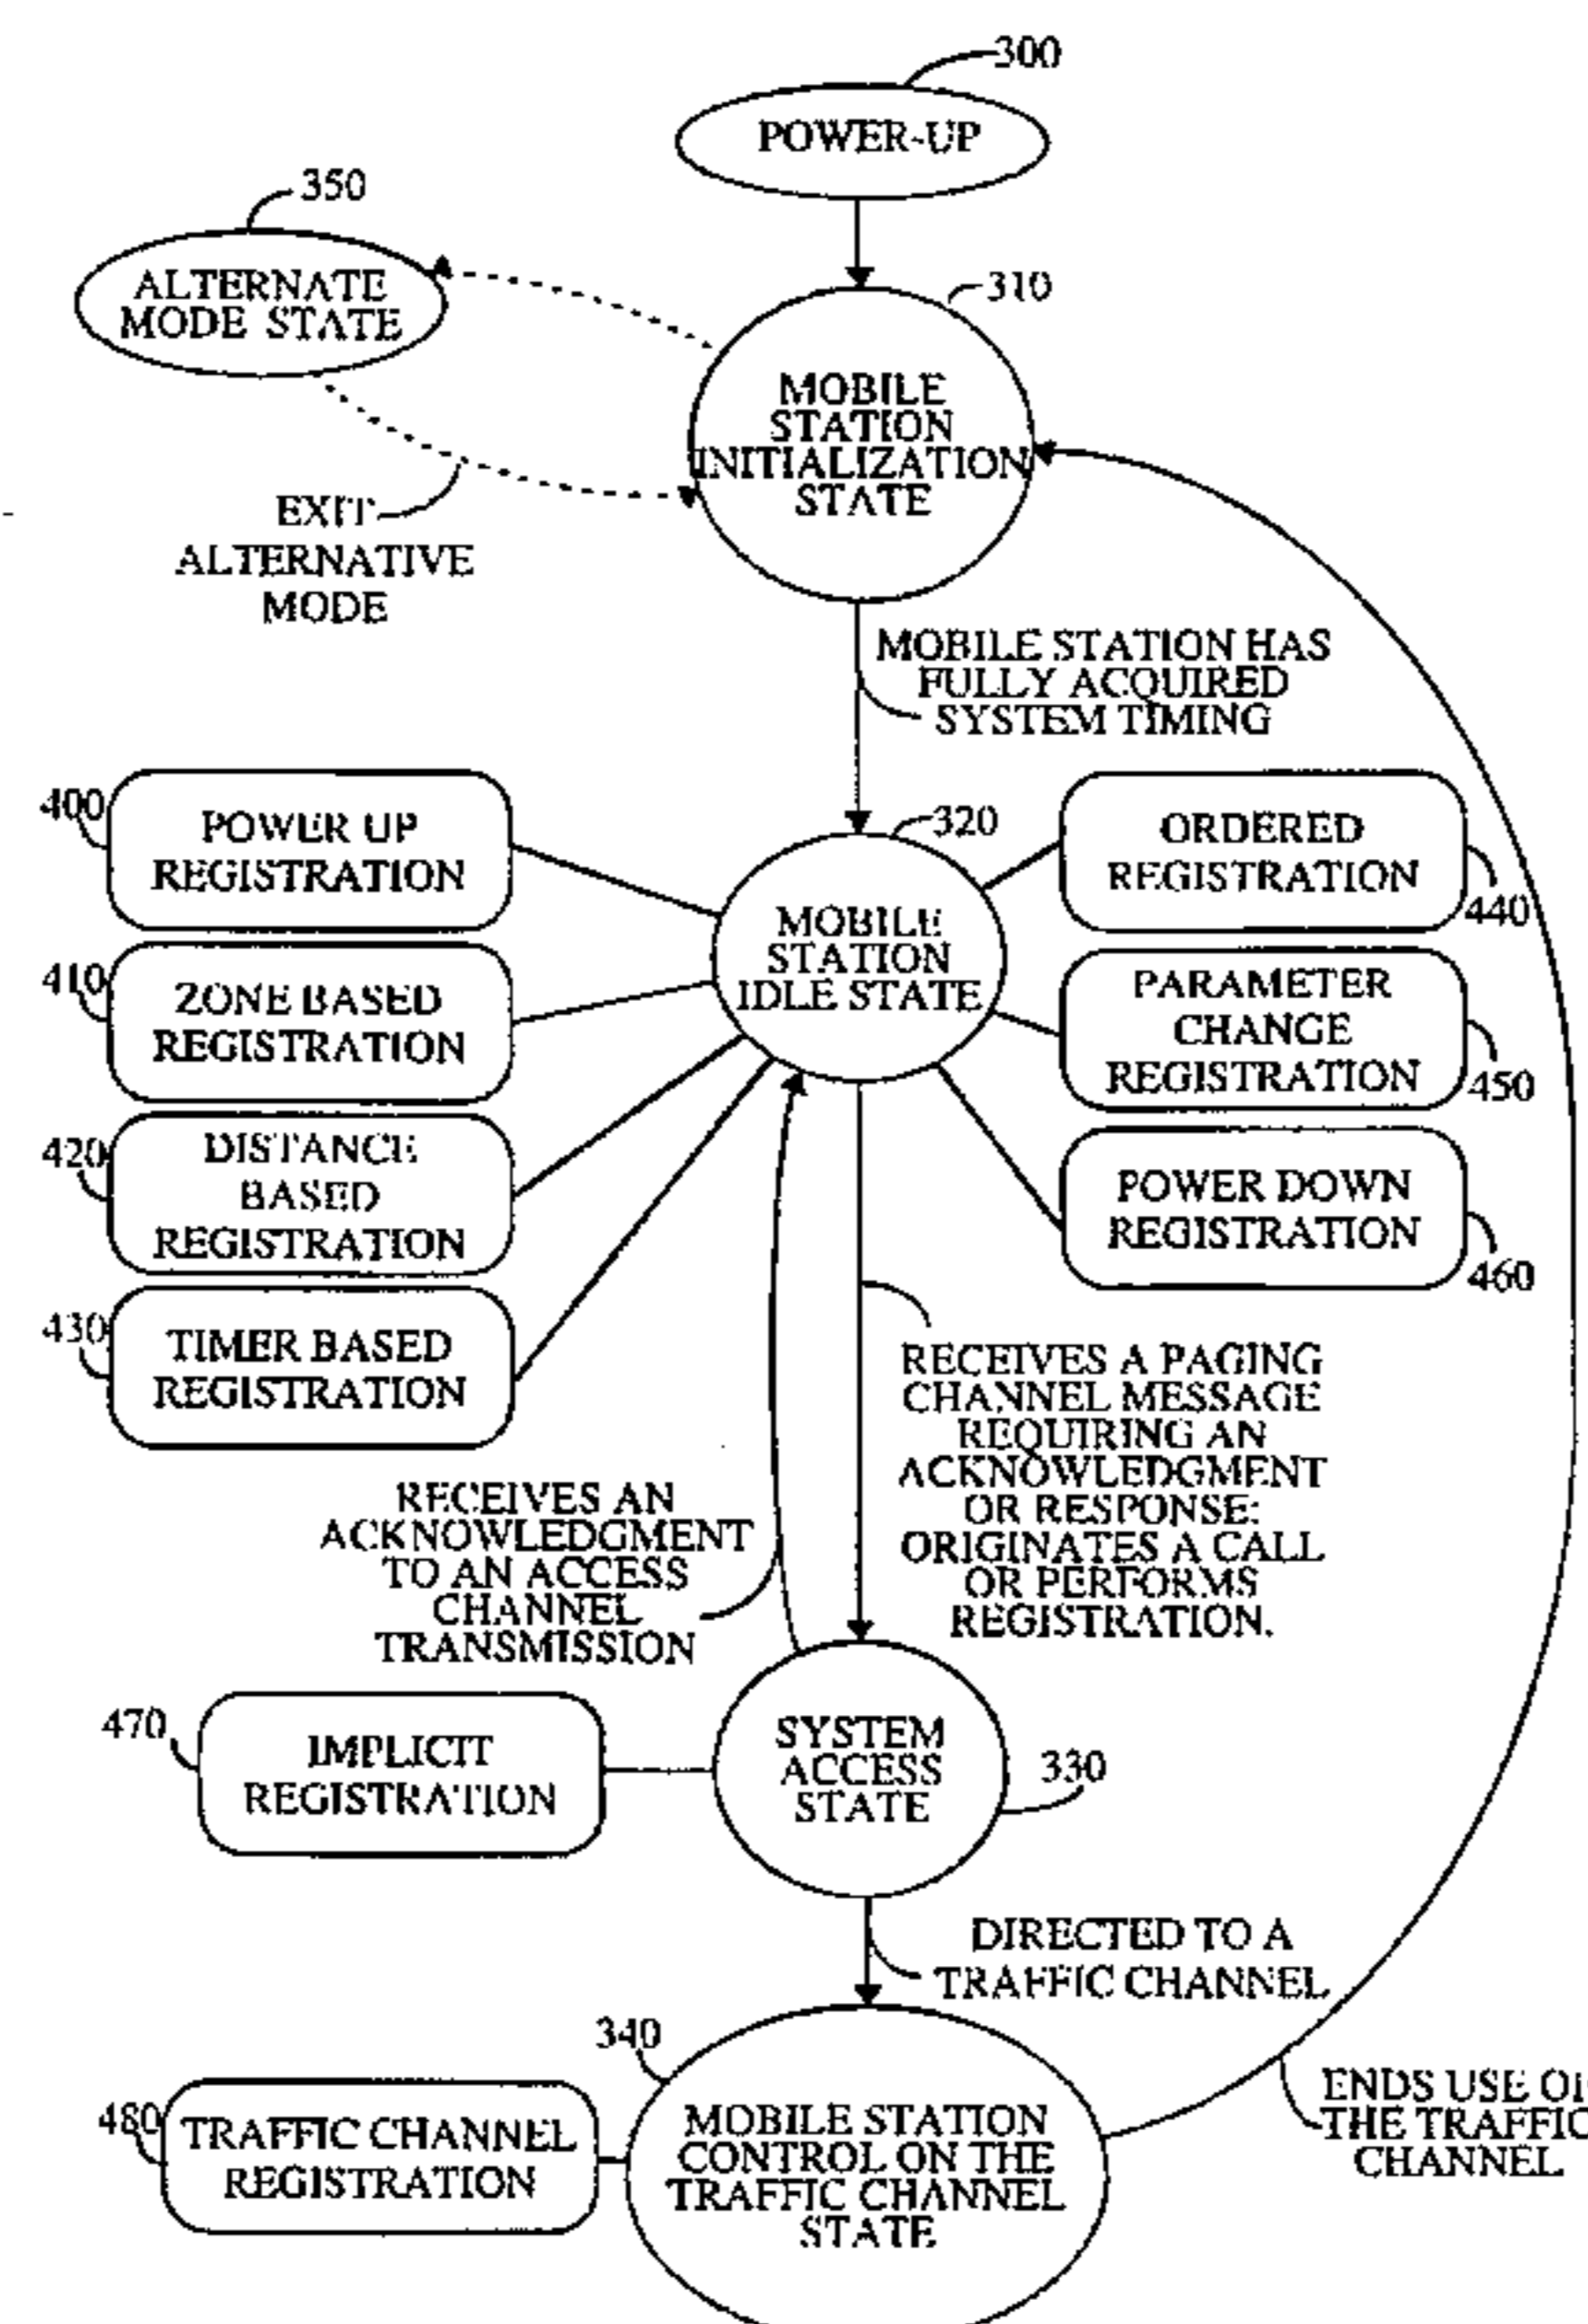 300
POWER-UP
350
ALTERNATE
MODE STATE
310
MOBILE
STATION
INITIALIZATION
STATE
EXIT
ALTERNATIVE
MODE
MOBILE STATION HAS
FULLY ACQUIRED
SYSTEM TIMING
400
POWER UP
REGISTRATION
320
MOBILE
STATION
IDLE STATE
ORDERED
REGISTRATION
440
410
ZONE BASED
REGISTRATION
PARAMETER
CHANGE
REGISTRATION
450
420
DISTANCE
BASED
REGISTRATION
POWER DOWN
REGISTRATION
460
430
TIMER BASED
REGISTRATION
RECEIVES A PAGING
CHANNEL MESSAGE
REQUIRING AN
ACKNOWLEDGMENT
OR RESPONSE:
ORIGINATES A CALL
OR PERFORMS
REGISTRATION.
RECEIVES AN
ACKNOWLEDGMENT
TO AN ACCESS
CHANNEL
TRANSMISSION
470
IMPLICIT
REGISTRATION
SYSTEM
ACCESS
STATE
330
DIRECTED TO A
TRAFFIC CHANNEL
340
480
TRAFFIC CHANNEL
REGISTRATION
MOBILE STATION
CONTROL ON THE
TRAFFIC CHANNEL
STATE
ENDS USE OF
THE TRAFFIC
CHANNEL